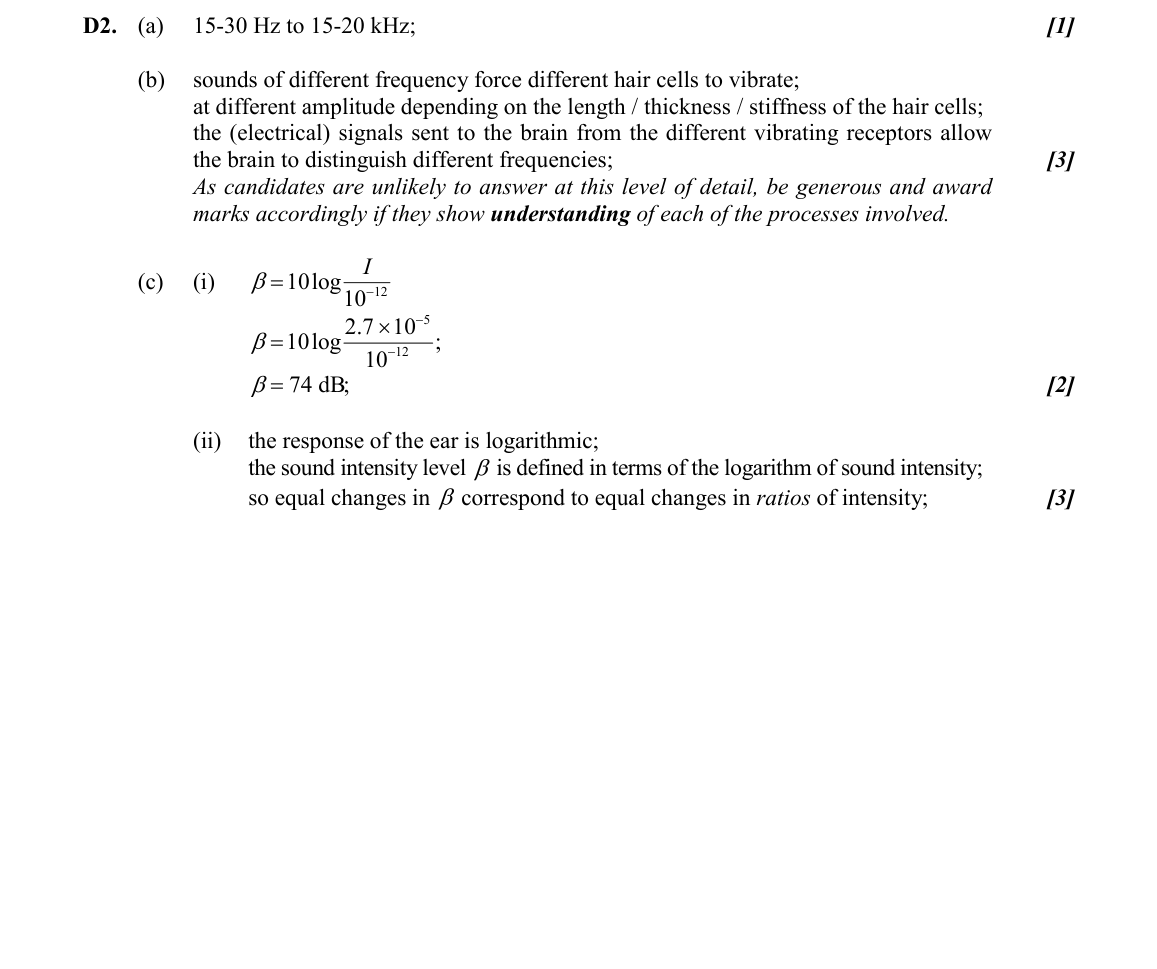 D2. (a) 15-30 Hz to 15-20 kHz; [1]
(b) sounds of different frequency force different hair cells to vibrate;
at different amplitude depending on the length / thickness / stiffness of the hair cells;
the (electrical) signals sent to the brain from the different vibrating receptors allow
the brain to distinguish different frequencies; [3]
As candidates are unlikely to answer at this level of detail, be generous and award
marks accordingly if they show understanding of each of the processes involved.
(c) (i) β = 10 log I / 10⁻¹²
β = 10 log 2.7 × 10⁻⁵ / 10⁻¹² ;
β = 74 dB; [2]
(ii) the response of the ear is logarithmic;
the sound intensity level β is defined in terms of the logarithm of sound intensity;
so equal changes in β correspond to equal changes in ratios of intensity; [3]